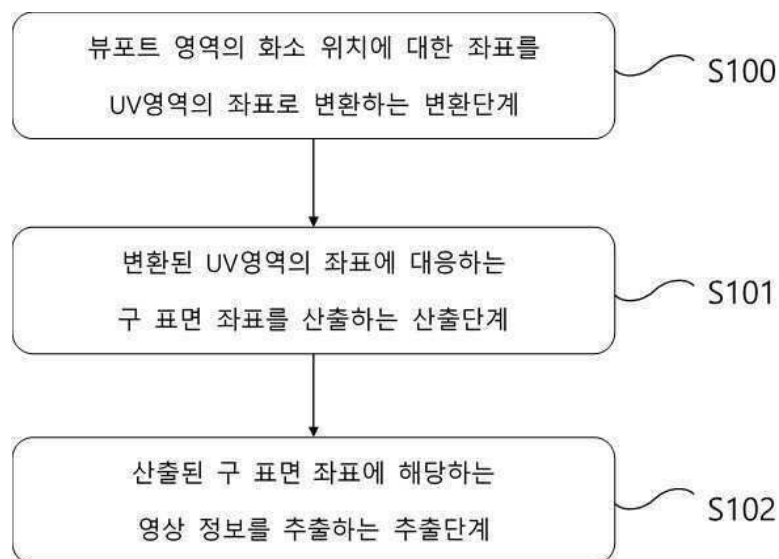 뷰포트 영역의 화소 위치에 대한 좌표를
UV영역의 좌표로 변환하는 변환단계
S100
변환된 UV영역의 좌표에 대응하는
구 표면 좌표를 산출하는 산출단계
S101
산출된 구 표면 좌표에 해당하는
영상 정보를 추출하는 추출단계
S102